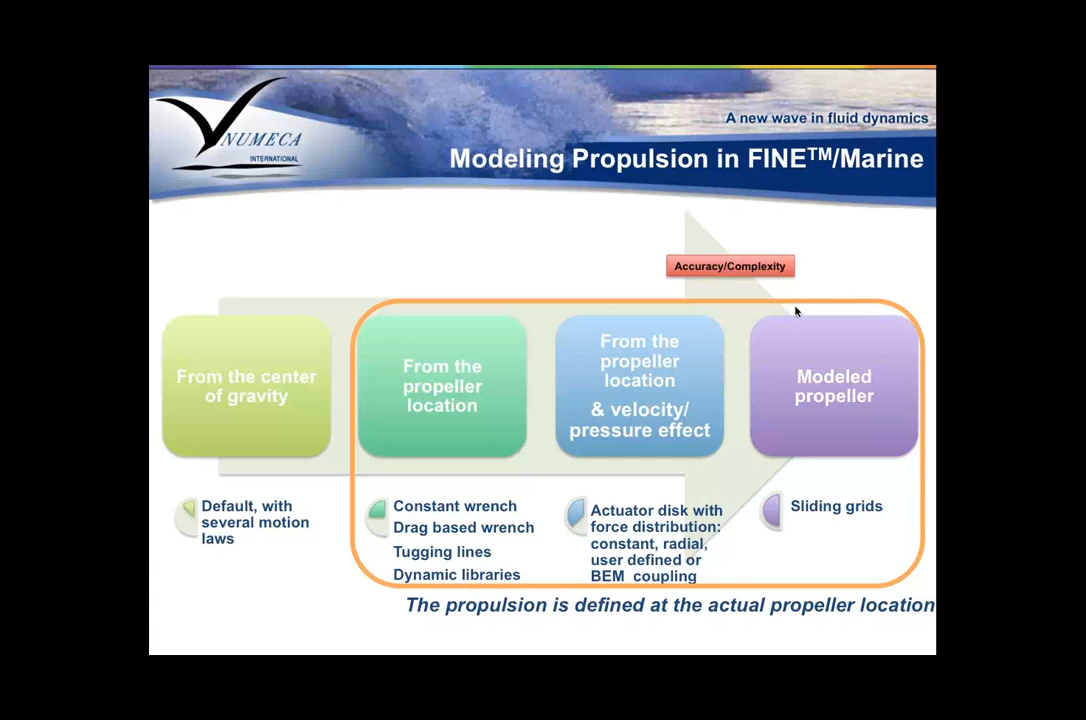 NUMECA
INTERNATIONAL
A new wave in fluid dynamics
Modeling Propulsion in FINE™/Marine
Accuracy/Complexity
From the center
of gravity
From the
propeller
location
From the
propeller
location
& velocity/
pressure effect
Modeled
propeller
Default, with
several motion
laws
Constant wrench
Drag based wrench
Tugging lines
Dynamic libraries
Actuator disk with
force distribution:
constant, radial,
user defined or
BEM coupling
Sliding grids
The propulsion is defined at the actual propeller location